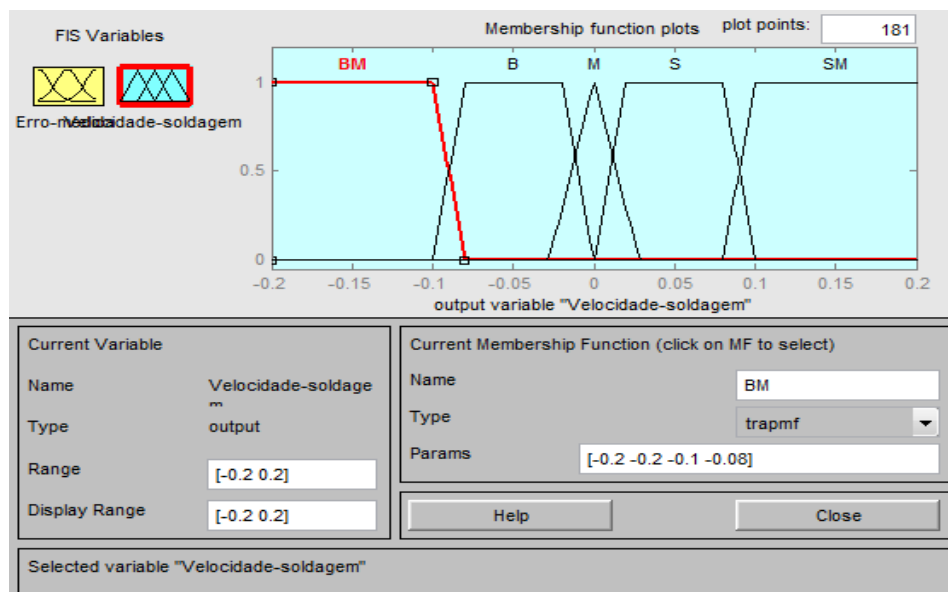 FIS Variables
Membership function plots
plot points:
181
BM
B
M
S
SM
1
0.5
0
-0.2
-0.15
-0.1
-0.05
0
0.05
0.1
0.15
0.2
output variable "Velocidade-soldagem"
Velocidade-soldagem
Current Variable
Name
Velocidade-soldage
m
Type
output
Range
[-0.2 0.2]
Display Range
[-0.2 0.2]
Current Membership Function (click on MF to select)
Name
BM
Type
trapmf
Params
[-0.2 -0.2 -0.1 -0.08]
Help
Close
Selected variable "Velocidade-soldagem"